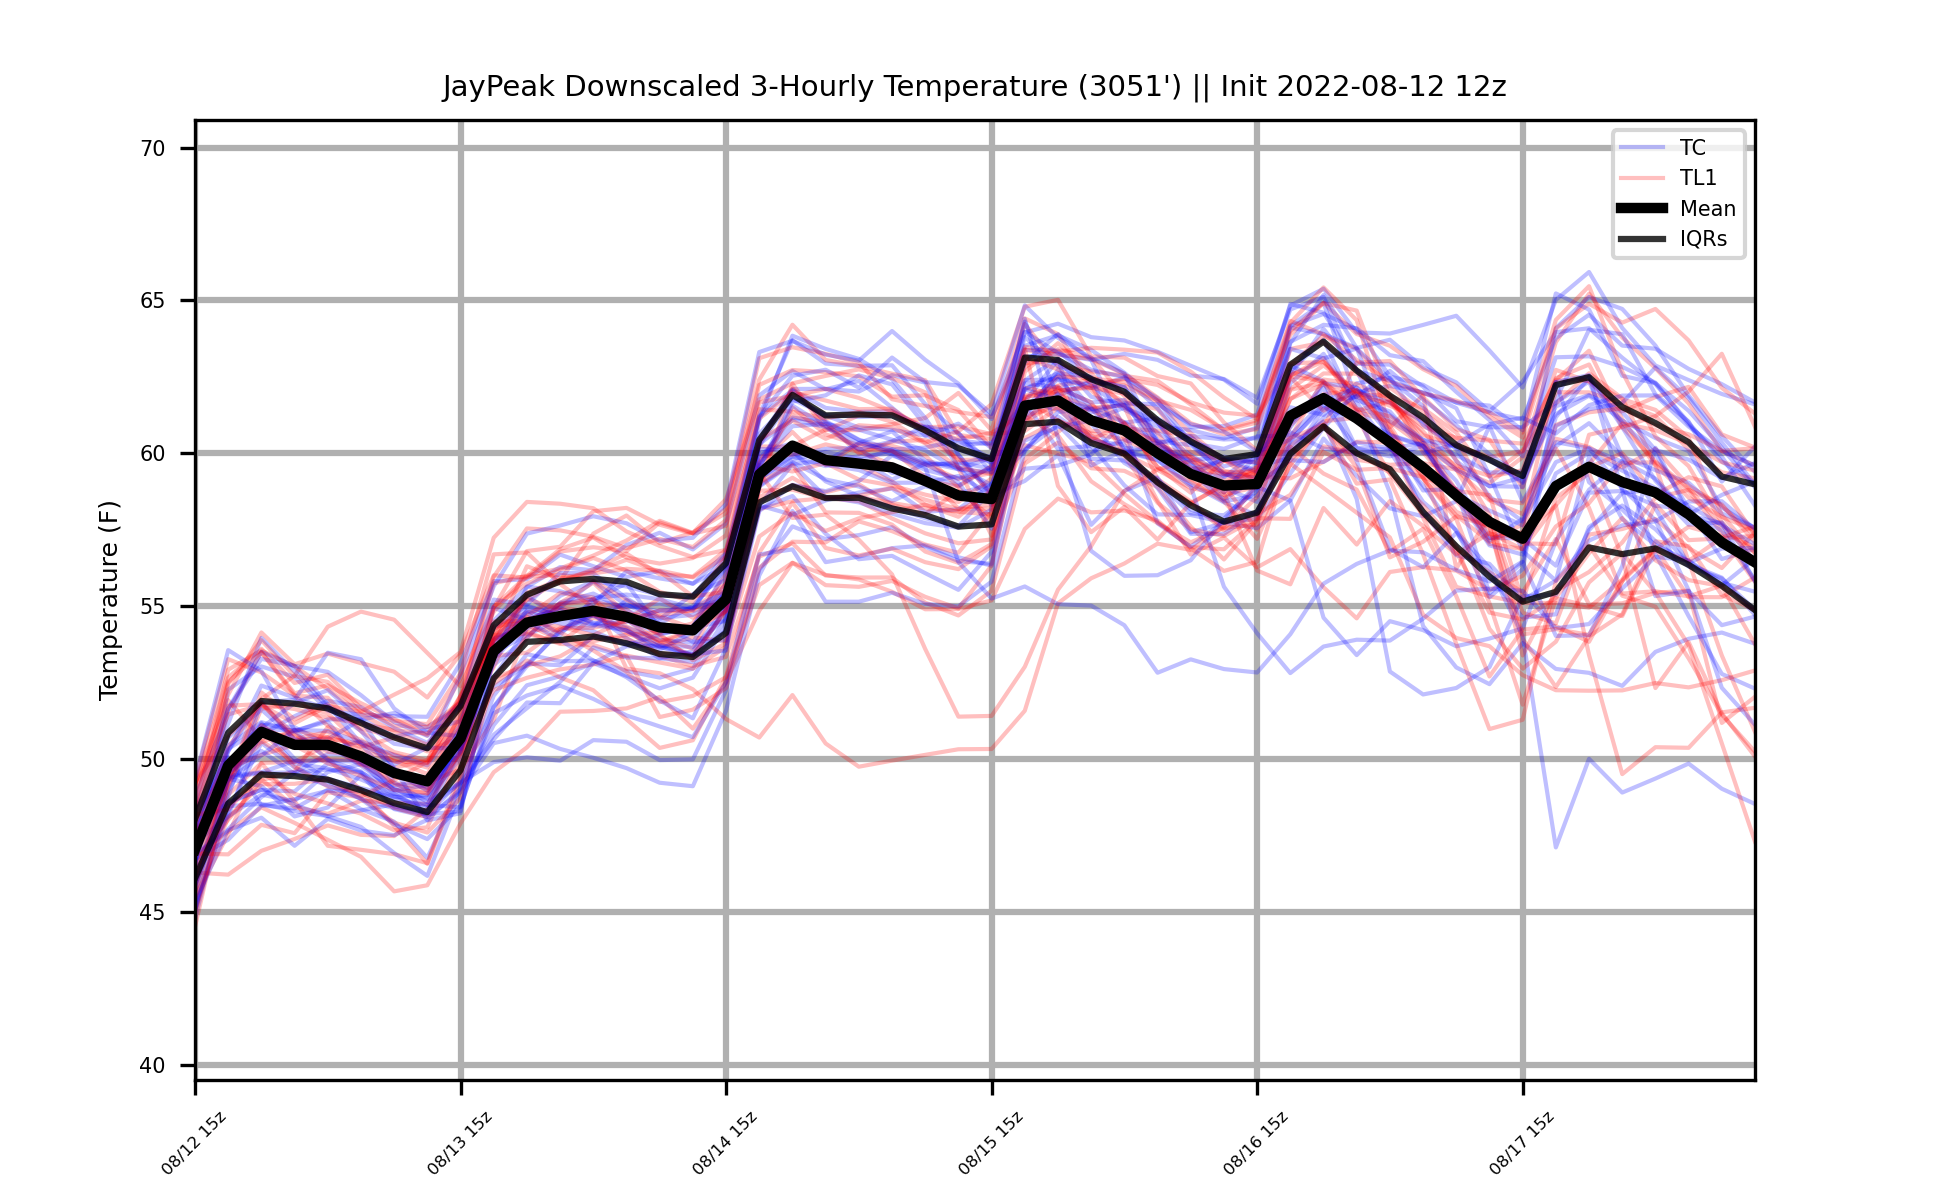 JayPeak Downscaled 3-Hourly Temperature (3051') || Init 2022-08-12 12z
TC
TL1
Mean
IQRs
Temperature (F)
70
65
60
55
50
45
40
08/12 15z
08/13 15z
08/14 15z
08/15 15z
08/16 15z
08/17 15z